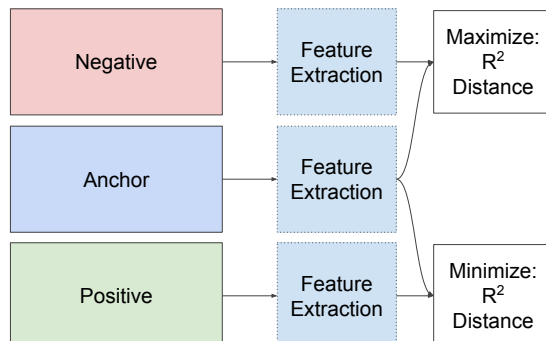 Negative
Feature
Extraction
Maximize:
R²
Distance
Anchor
Feature
Extraction
Positive
Feature
Extraction
Minimize:
R²
Distance